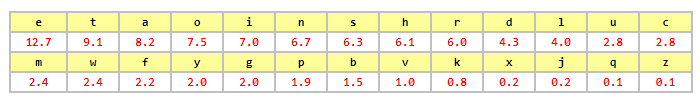 e t a o i n s h r d l u c
12.7 9.1 8.2 7.5 7.0 6.7 6.3 6.1 6.0 4.3 4.0 2.8 2.8
m w f y g p b v k x j q z
2.4 2.4 2.2 2.0 2.0 1.9 1.5 1.0 0.8 0.2 0.2 0.1 0.1